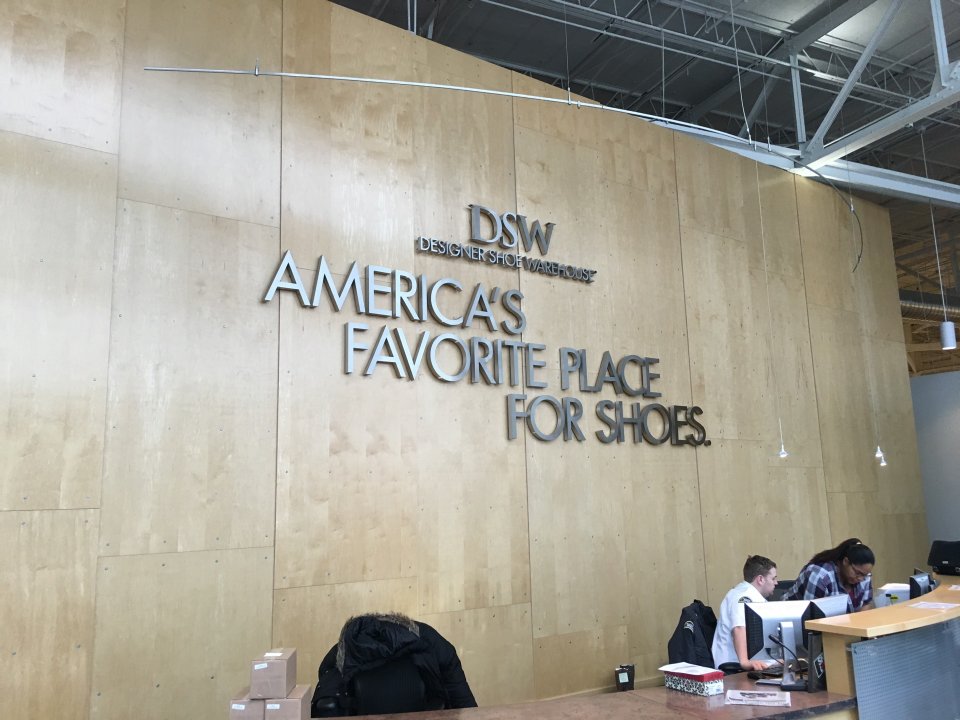 DSW
DESIGNER SHOE WAREHOUSE
AMERICA'S
FAVORITE PLACE
FOR SHOES.